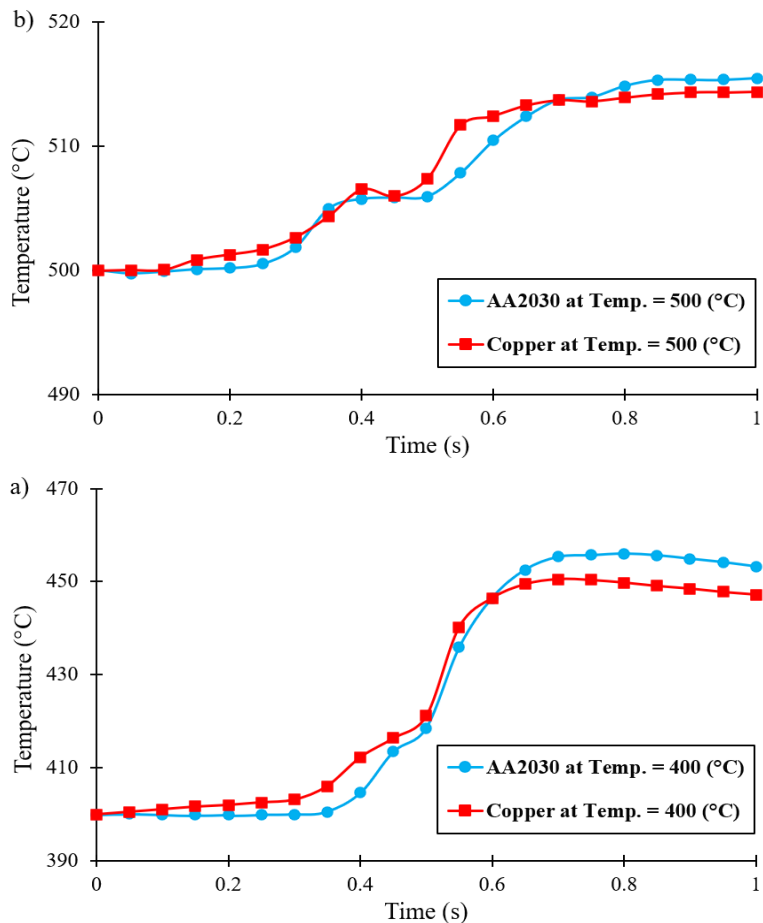 b)
520
510
500
490
Temperature (°C)
AA2030 at Temp. = 500 (°C)
Copper at Temp. = 500 (°C)
0 0.2 0.4 0.6 0.8 1
Time (s)
a)
470
450
430
410
390
Temperature (°C)
AA2030 at Temp. = 400 (°C)
Copper at Temp. = 400 (°C)
0 0.2 0.4 0.6 0.8 1
Time (s)